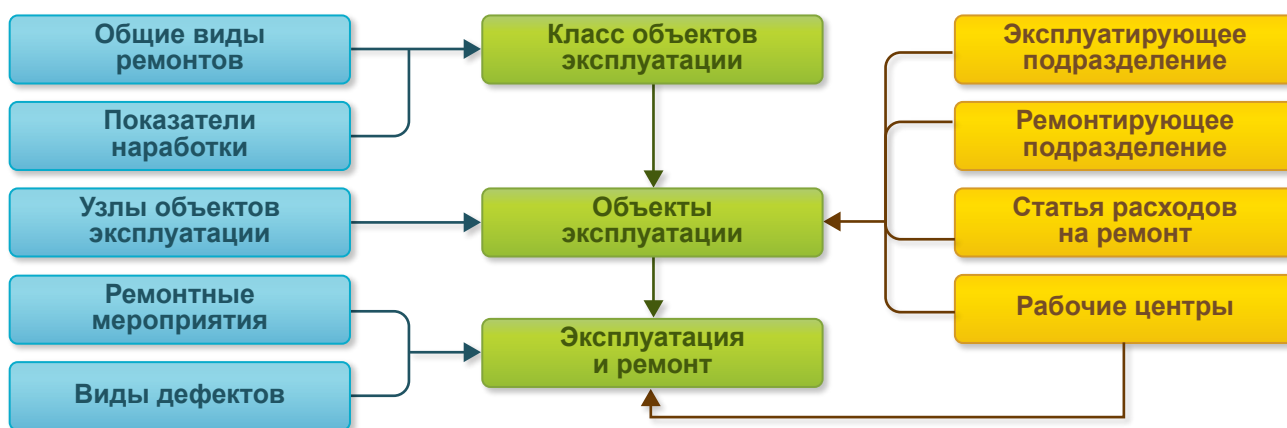 Общие виды
ремонтов
Показатели
наработки
Узлы объектов
эксплуатации
Ремонтные
мероприятия
Виды дефектов
Класс объектов
эксплуатации
Объекты
эксплуатации
Эксплуатация
и ремонт
Эксплуатирующее
подразделение
Ремонтирующее
подразделение
Статья расходов
на ремонт
Рабочие центры